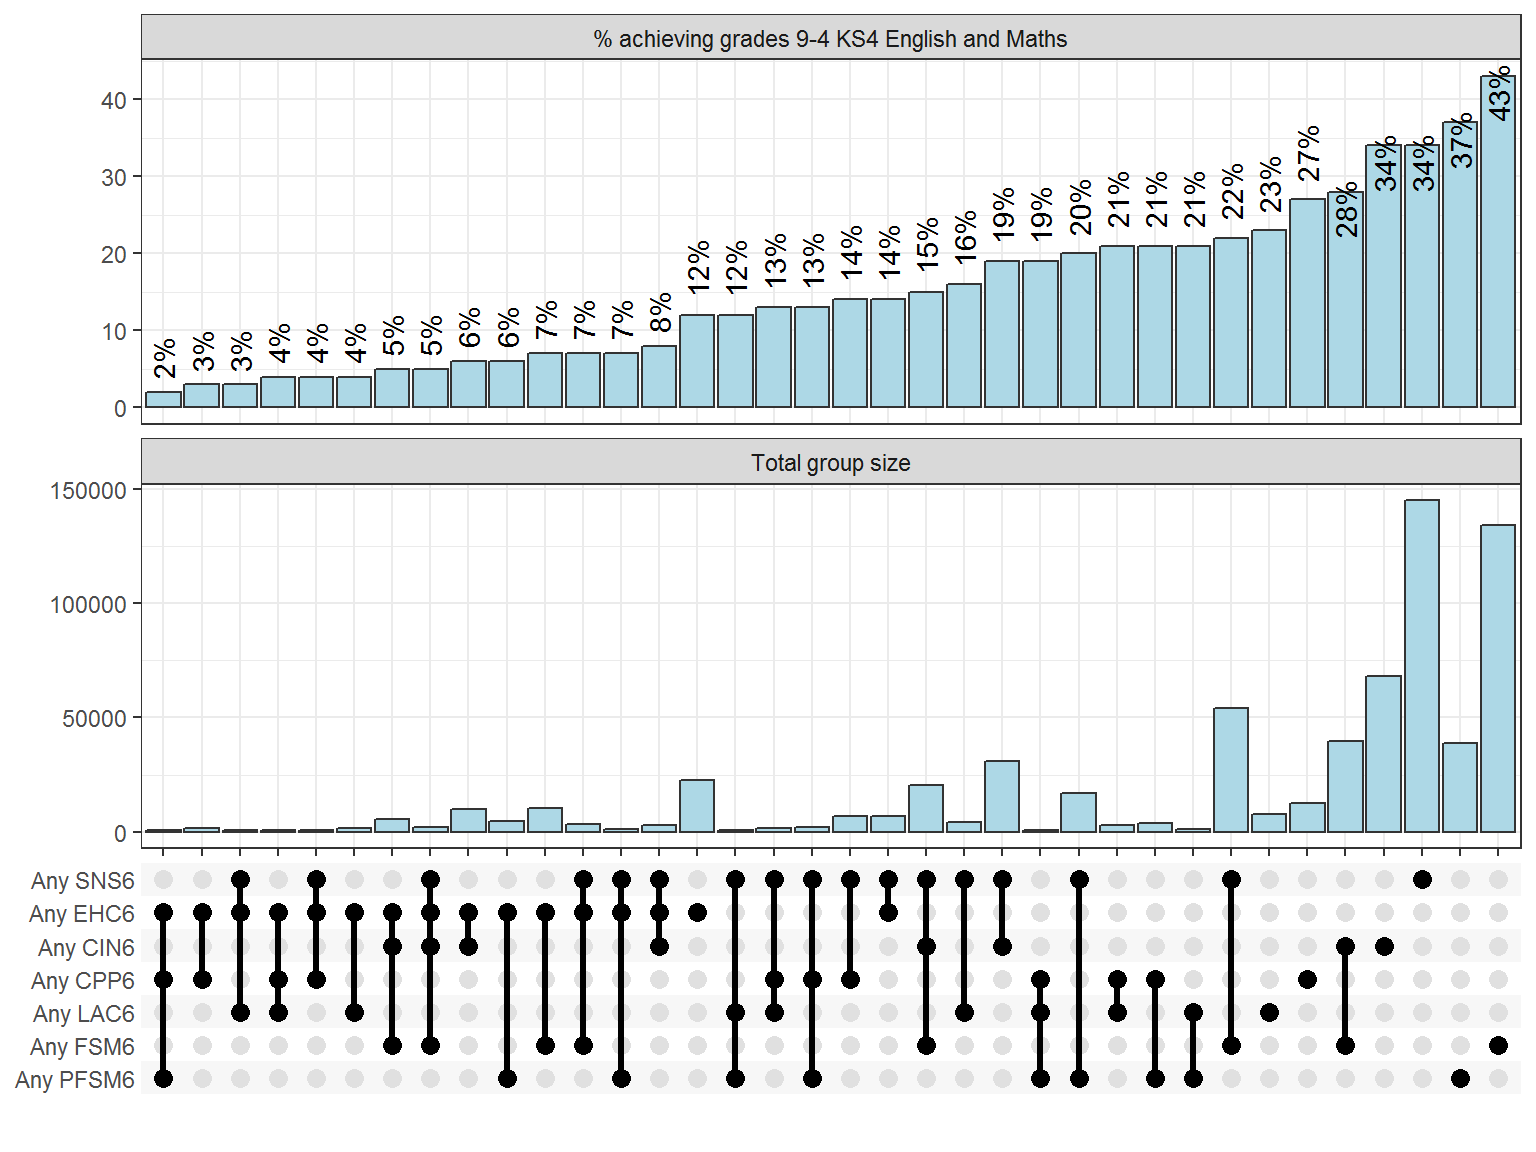 % achieving grades 9-4 KS4 English and Maths
40
30
20
10
0
2% 3% 3% 4% 4% 4% 5% 5% 6% 6% 7% 7% 7% 8% 12% 12% 13% 13% 14% 14% 15% 16% 19% 19% 20% 21% 21% 21% 22% 23% 27% 28% 34% 34% 37% 43%
Total group size
150000
100000
50000
0
Any SNS6
Any EHC6
Any CIN6
Any CPP6
Any LAC6
Any FSM6
Any PFSM6